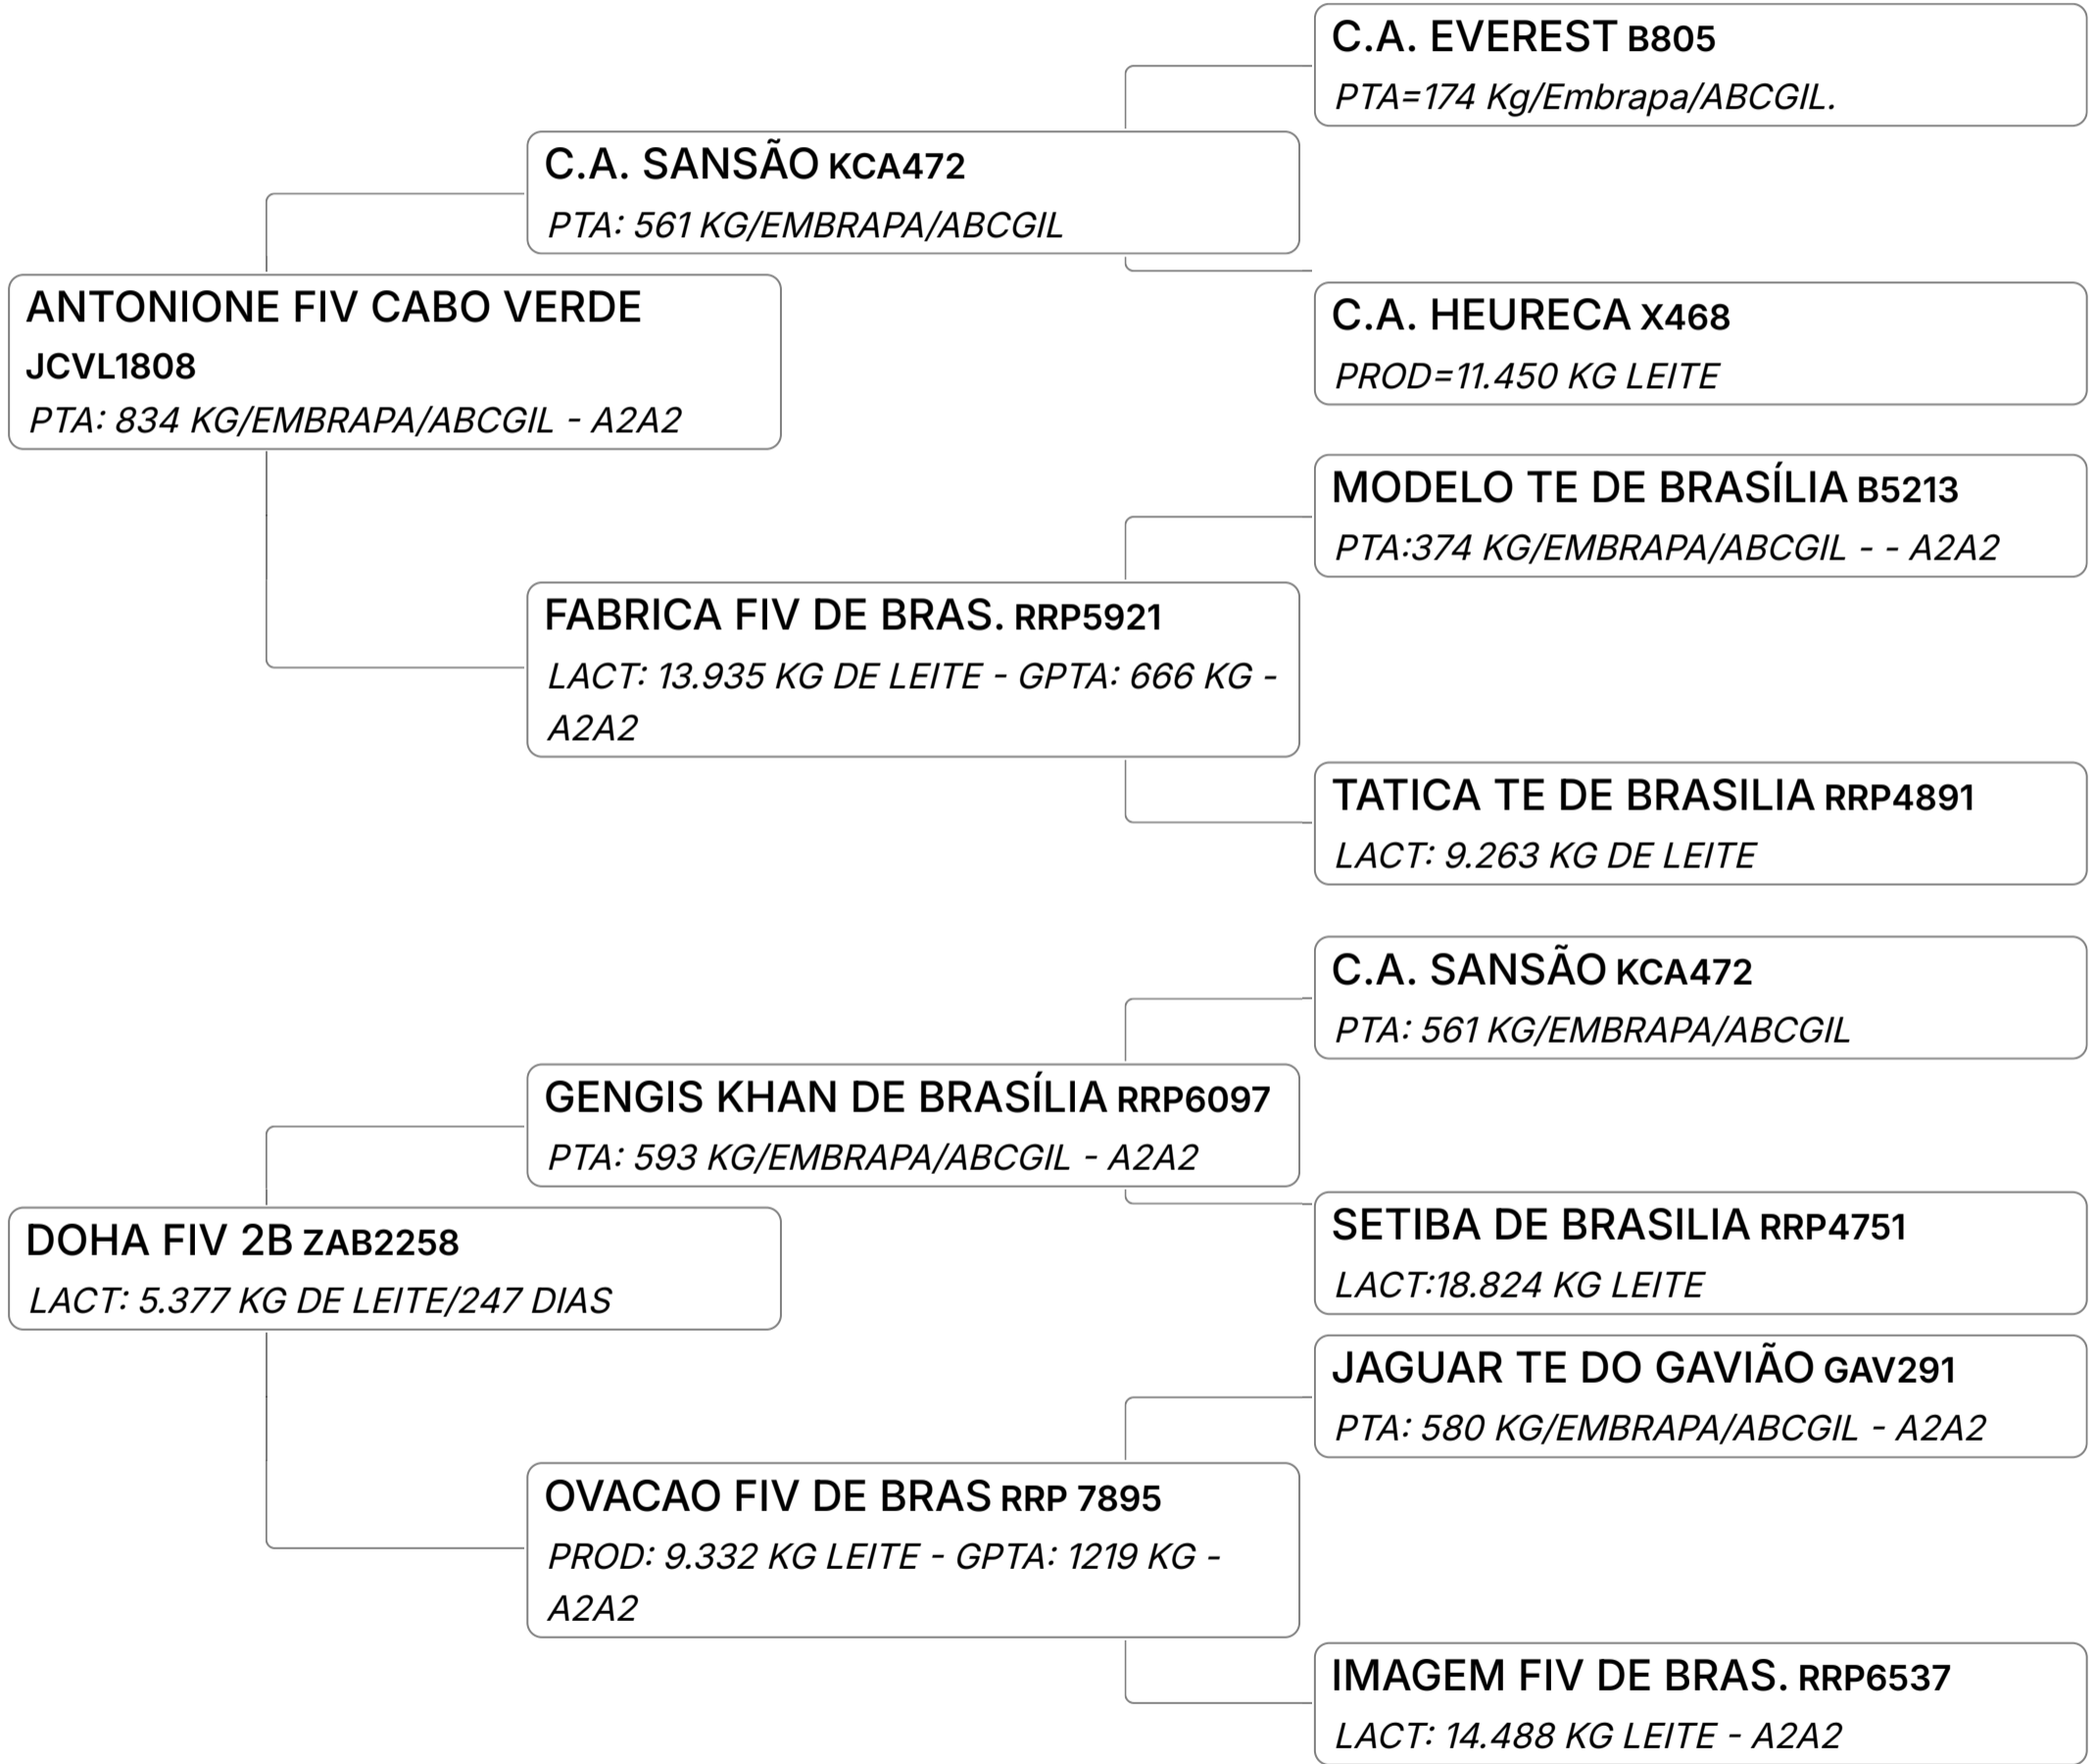 C.A. EVEREST B805
PTA=174 Kg/Embrapa/ABCGIL.
C.A. SANSÃO KCA472
PTA: 561 KG/EMBRAPA/ABCGIL
ANTONIONE FIV CABO VERDE
JCVL1808
PTA: 834 KG/EMBRAPA/ABCGIL - A2A2
C.A. HEURECA X468
PROD=11.450 KG LEITE
MODELO TE DE BRASÍLIA B5213
PTA:374 KG/EMBRAPA/ABCGIL - - A2A2
FABRICA FIV DE BRAS. RRP5921
LACT: 13.935 KG DE LEITE - GPTA: 666 KG -
A2A2
TATICA TE DE BRASILIA RRP4891
LACT: 9.263 KG DE LEITE
C.A. SANSÃO KCA472
PTA: 561 KG/EMBRAPA/ABCGIL
GENGIS KHAN DE BRASÍLIA RRP6097
PTA: 593 KG/EMBRAPA/ABCGIL - A2A2
DOHA FIV 2B ZAB2258
LACT: 5.377 KG DE LEITE/247 DIAS
SETIBA DE BRASILIA RRP4751
LACT:18.824 KG LEITE
JAGUAR TE DO GAVIÃO GAV291
PTA: 580 KG/EMBRAPA/ABCGIL - A2A2
OVACAO FIV DE BRAS RRP 7895
PROD: 9.332 KG LEITE - GPTA: 1219 KG -
A2A2
IMAGEM FIV DE BRAS. RRP6537
LACT: 14.488 KG LEITE - A2A2